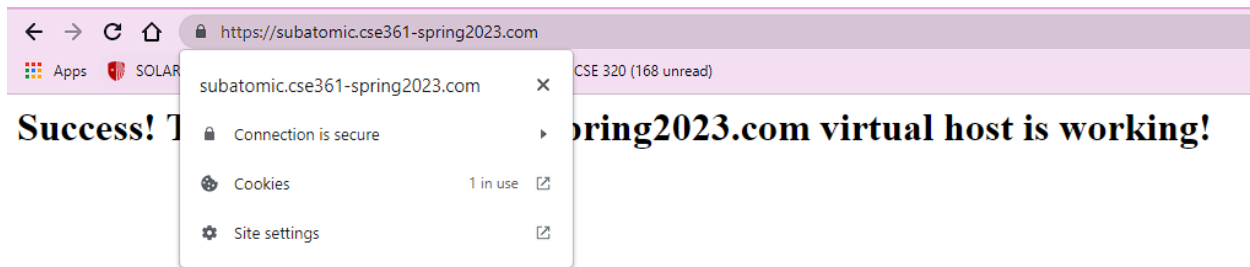 https://subatomic.cse361-spring2023.com
Apps SOLAR CSE 320 (168 unread)
subatomic.cse361-spring2023.com
Success! pring2023.com virtual host is working!
Connection is secure
Cookies 1 in use
Site settings